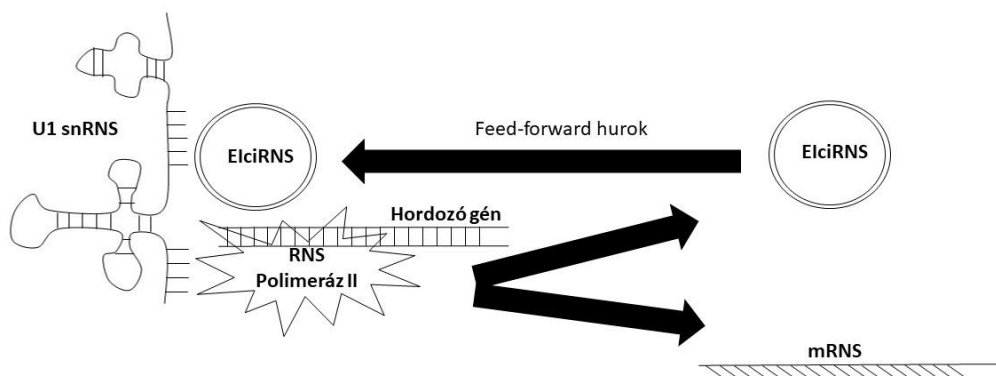 U1 snRNS
EIciRNS
Feed-forward hurok
EIciRNS
Hordozó gén
RNS
Polimeráz II
mRNS